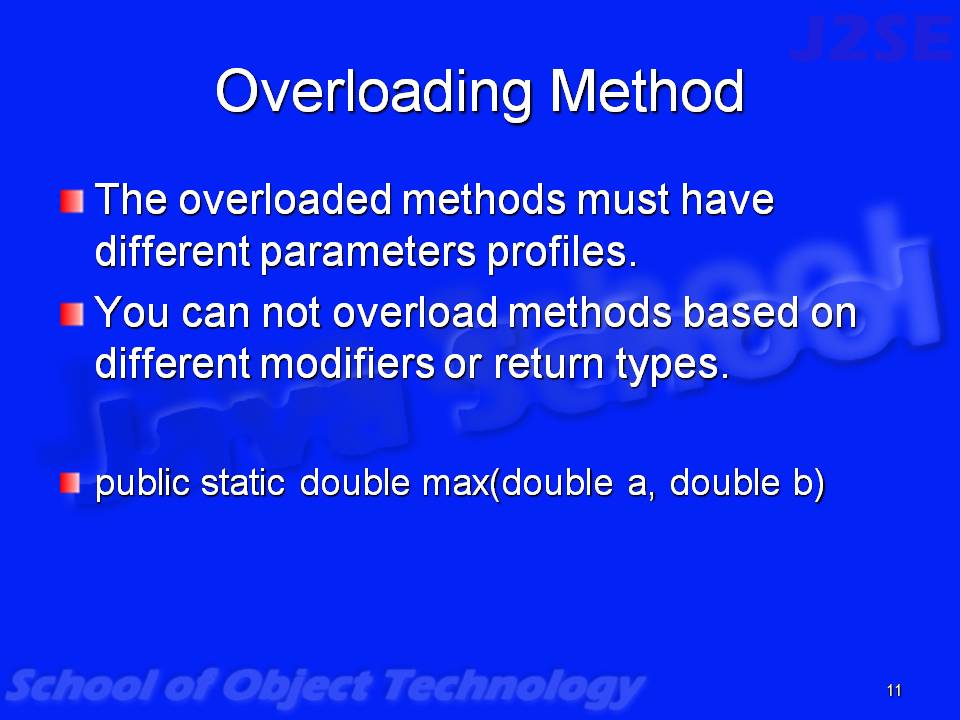 J2SE
Overloading Method
The overloaded methods must have
different parameters profiles.
You can not overload methods based on
different modifiers or return types.
Java School
public static double max(double a, double b)
School of Object Technology
11